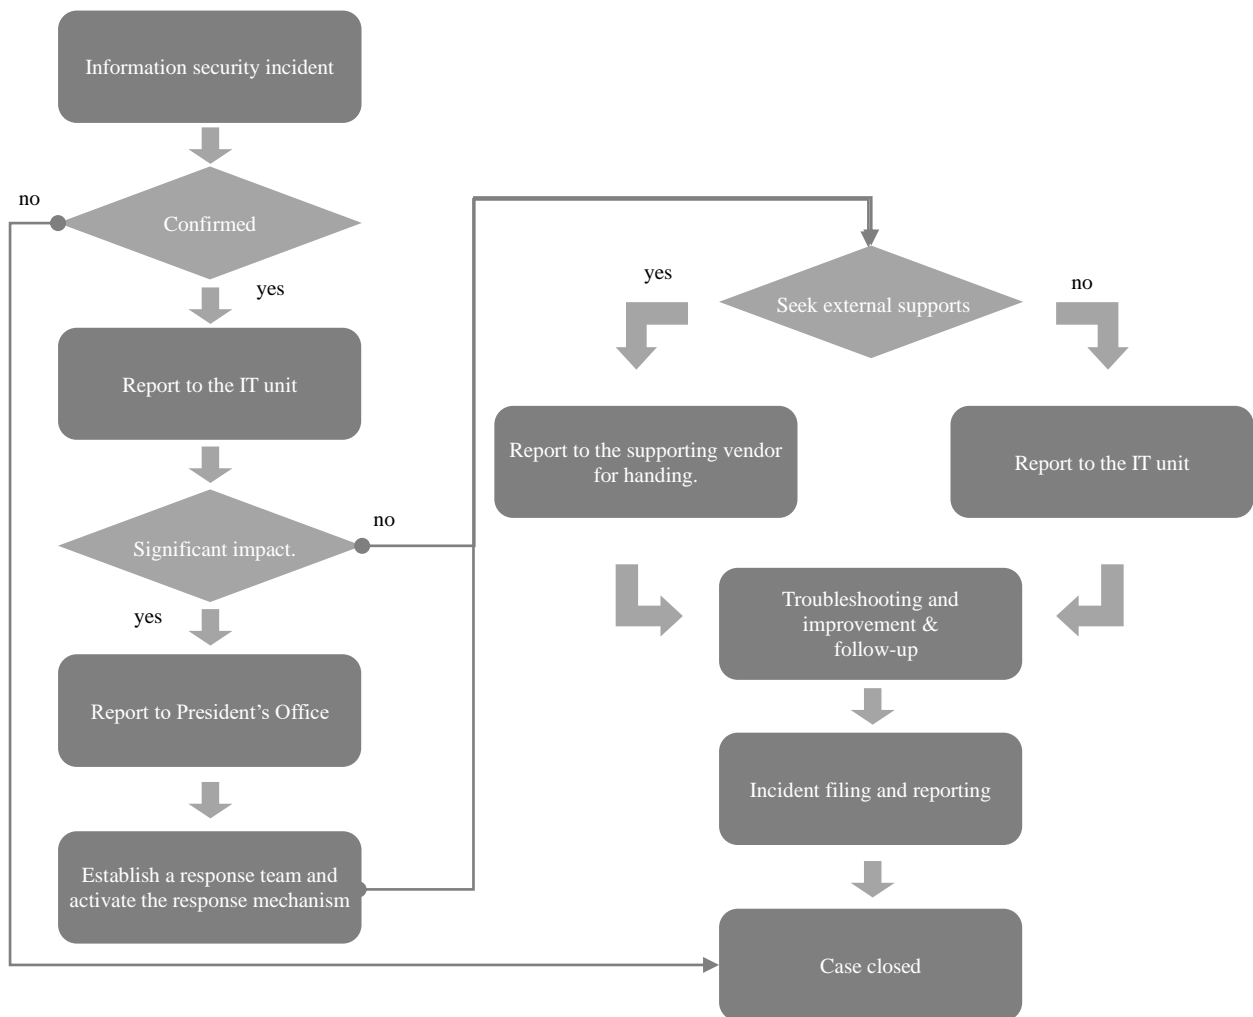 Information security incident
no
Confirmed
yes
Report to the IT unit
Significant impact.
no
yes
Report to President’s Office
Establish a response team and
activate the response mechanism
Seek external supports
yes
no
Report to the supporting vendor
for handing.
Report to the IT unit
Troubleshooting and
improvement &
follow-up
Incident filing and reporting
Case closed